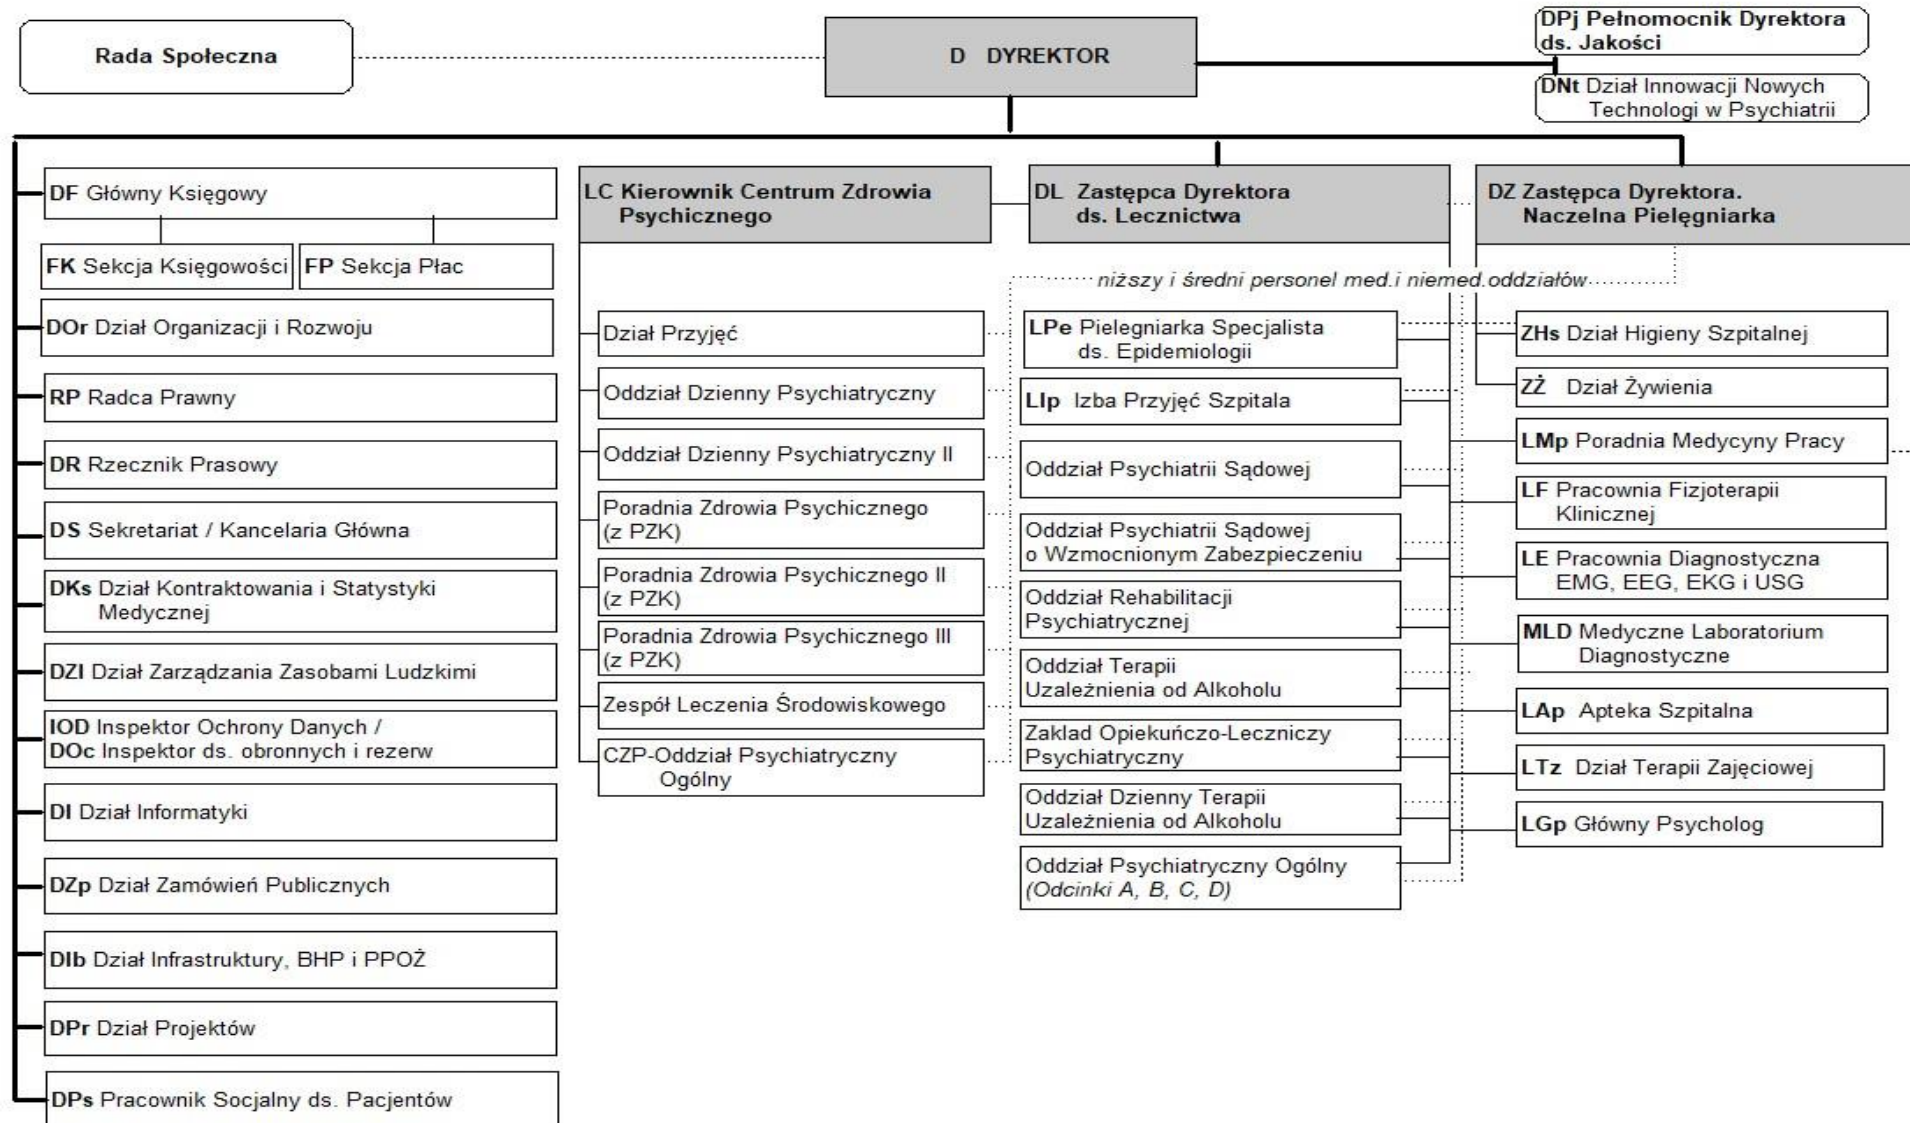 Rada Społeczna
D DYREKTOR
DPj Pełnomocnik Dyrektora
ds. Jakości
DNt Dział Innowacji Nowych
Technologi w Psychiatrii
DF Główny Księgowy
FK Sekcja Księgowości
FP Sekcja Płac
DOr Dział Organizacji i Rozwoju
RP Radca Prawny
DR Rzecznik Prasowy
DS Sekretariat / Kancelaria Główna
DKs Dział Kontraktowania i Statystyki
Medycznej
DZI Dział Zarządzania Zasobami Ludzkimi
IOD Inspektor Ochrony Danych /
DOc Inspektor ds. obronnych i rezerw
DI Dział Informatyki
DZp Dział Zamówień Publicznych
DIb Dział Infrastruktury, BHP i PPOŻ
DPr Dział Projektów
DPs Pracownik Socjalny ds. Pacjentów
LC Kierownik Centrum Zdrowia
Psychicznego
Dział Przyjęć
Oddział Dzienny Psychiatryczny
Oddział Dzienny Psychiatryczny II
Poradnia Zdrowia Psychicznego
(z PZK)
Poradnia Zdrowia Psychicznego II
(z PZK)
Poradnia Zdrowia Psychicznego III
(z PZK)
Zespół Leczenia Środowiskowego
CZP-Oddział Psychiatryczny
Ogólny
DL Zastępca Dyrektora
ds. Lecznictwa
niższy i średni personel med.i niemed.oddziałów
LPe Pielegniarka Specjalista
ds. Epidemiologii
LIp Izba Przyjęć Szpitala
Oddział Psychiatrii Sądowej
Oddział Psychiatrii Sądowej
o Wzmocnionym Zabezpieczeniu
Oddział Rehabilitacji
Psychiatrycznej
Oddział Terapii
Uzależnienia od Alkoholu
Zaklad Opiekuńczo-Leczniczy
Psychiatryczny
Oddział Dzienny Terapii
Uzależnienia od Alkoholu
Oddział Psychiatryczny Ogólny
(Odcinki A, B, C, D)
DZ Zastępca Dyrektora.
Naczelna Pielęgniarka
ZHs Dział Higieny Szpitalnej
ZŻ Dział Żywienia
LMp Poradnia Medycyny Pracy
LF Pracownia Fizjoterapii
Klinicznej
LE Pracownia Diagnostyczna
EMG, EEG, EKG i USG
MLD Medyczne Laboratorium
Diagnostyczne
LAp Apteka Szpitalna
LTz Dział Terapii Zajęciowej
LGp Główny Psycholog